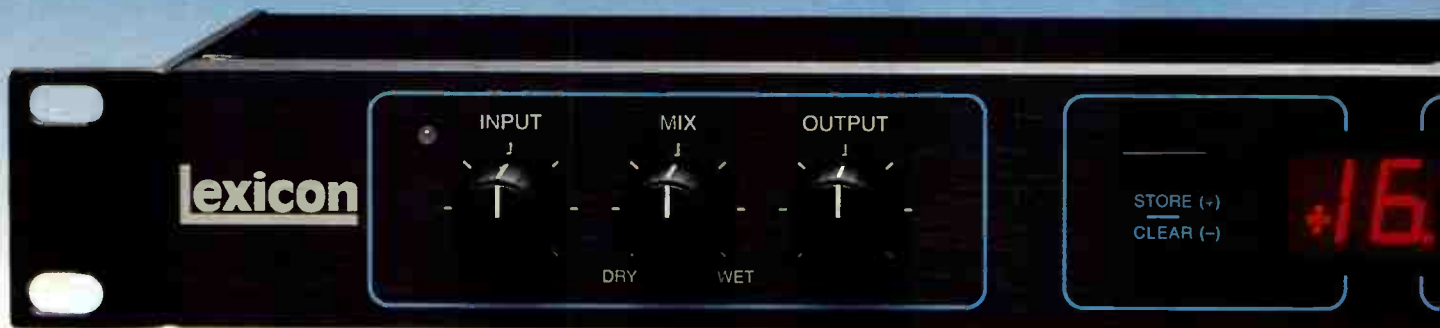 lexicon
INPUT
MIX
OUTPUT
DRY
WET
STORE (+)
CLEAR (-)
+16.